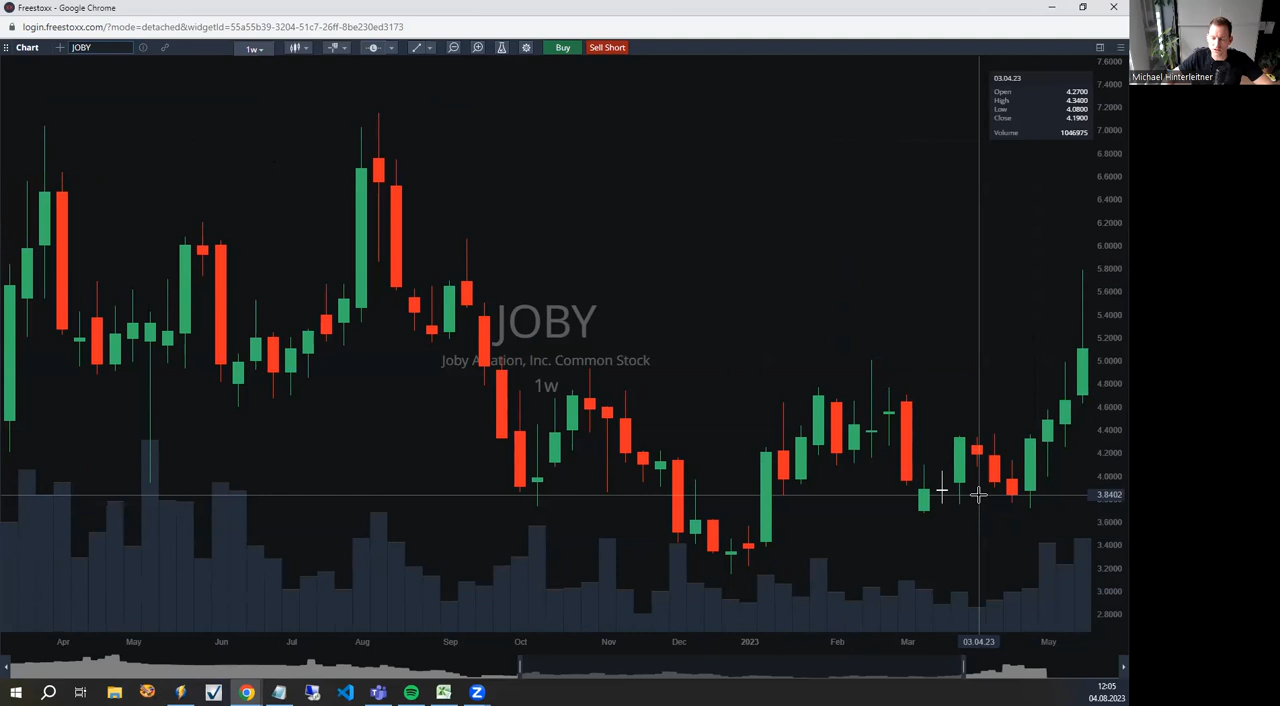 Freestoxx - Google Chrome
login.freestoxx.com/?mode=detached&widgetId=55a55b39-3204-51c7-26ff-8be230ed3173
Chart JOBY 1w Buy Sell Short
Michael Hinterleitner
03.04.23
Open 4.2700
High 4.3400
Low 4.0800
Close 4.1900
Volume 1046975
7.6000
7.4000
7.2000
7.0000
6.8000
6.6000
6.4000
6.2000
6.0000
5.8000
5.6000
5.4000
5.2000
5.0000
4.8000
4.6000
4.4000
4.2000
4.0000
3.8402
3.6000
3.4000
3.2000
3.0000
2.8000
JOBY
Joby Aviation, Inc. Common Stock
1w
Apr May Jun Jul Aug Sep Oct Nov Dec 2023 Feb Mar 03.04.23 May
12:05
04.08.2023